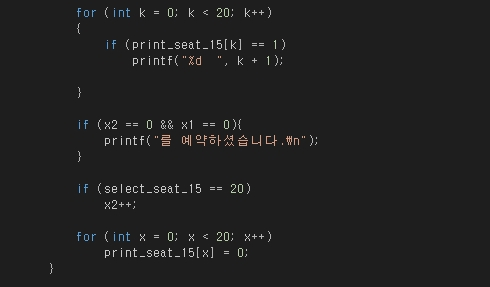 for (int k = 0; k < 20; k++)
{
if (print_seat_15[k] == 1)
printf("%d  ", k + 1);
}
if (x2 == 0 && x1 == 0){
printf("를 예약하셨습니다.₩n");
}
if (select_seat_15 == 20)
x2++;
for (int x = 0; x < 20; x++)
print_seat_15[x] = 0;
}